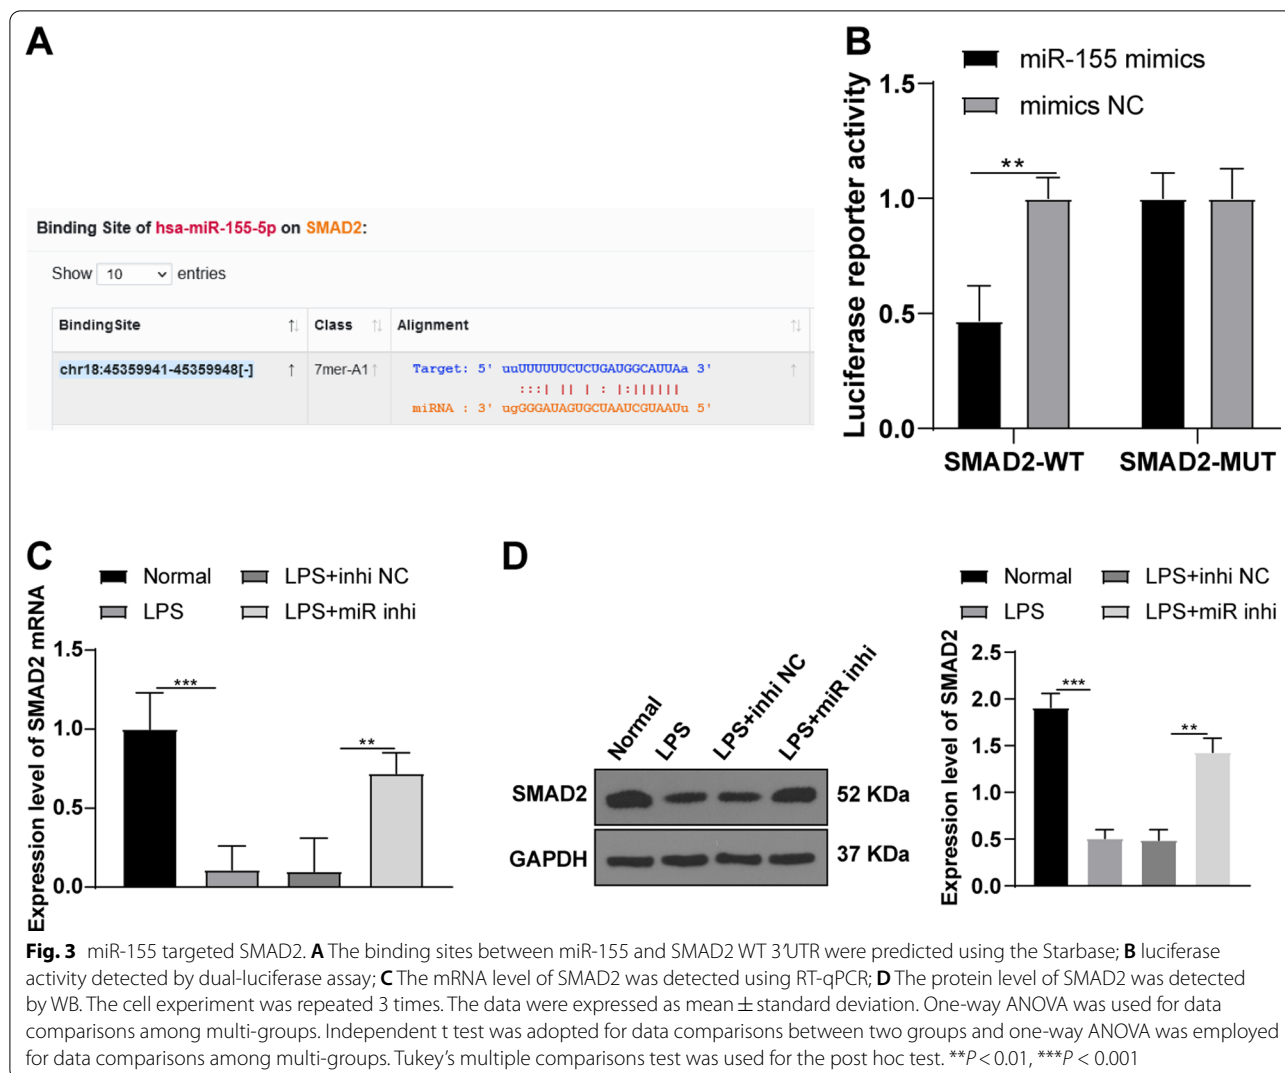 A
Binding Site of hsa-miR-155-5p on SMAD2:
Show 10 entries
BindingSite Class Alignment
chr18:45359941-45359948[-] 7mer-A1 Target: 5' uuUUUUUUCUCUGAUGGCAUUAa 3'
:::| || | : |:||||||
miRNA : 3' ugGGGAUAGUGCUAAUCGUAAUu 5'
B
miR-155 mimics
mimics NC
Luciferase reporter activity
1.5
1.0
0.5
0.0
**
SMAD2-WT SMAD2-MUT
C
Normal LPS+inhi NC
LPS LPS+miR inhi
Expression level of SMAD2 mRNA
1.5
1.0
0.5
0.0
***
**
D
Normal
LPS
LPS+inhi NC
LPS+miR inhi
SMAD2 52 KDa
GAPDH 37 KDa
Normal LPS+inhi NC
LPS LPS+miR inhi
Expression level of SMAD2
2.5
2.0
1.5
1.0
0.5
0.0
***
**
Fig. 3 miR-155 targeted SMAD2. A The binding sites between miR-155 and SMAD2 WT 3′UTR were predicted using the Starbase; B luciferase
activity detected by dual-luciferase assay; C The mRNA level of SMAD2 was detected using RT-qPCR; D The protein level of SMAD2 was detected
by WB. The cell experiment was repeated 3 times. The data were expressed as mean ± standard deviation. One-way ANOVA was used for data
comparisons among multi-groups. Independent t test was adopted for data comparisons between two groups and one-way ANOVA was employed
for data comparisons among multi-groups. Tukey's multiple comparisons test was used for the post hoc test. **P < 0.01, ***P < 0.001